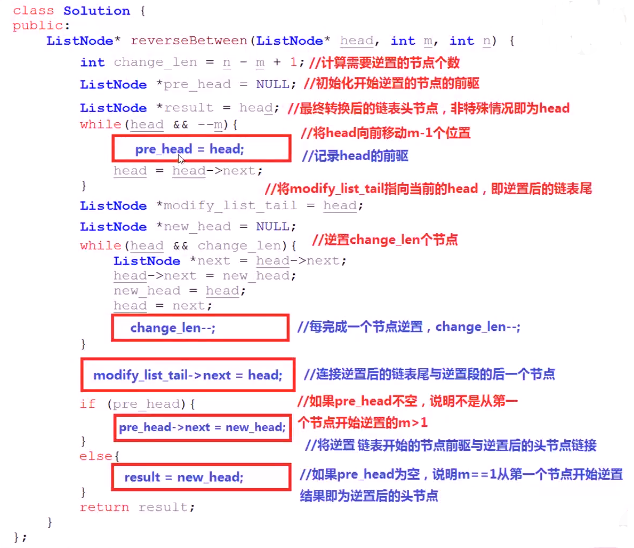 class Solution {
public:
ListNode* reverseBetween(ListNode* head, int m, int n) {
int change_len = n - m + 1; //计算需要逆置的节点个数
ListNode *pre_head = NULL; //初始化开始逆置的节点的前驱
ListNode *result = head; //最终转换后的链表头节点，非特殊情况即为head
while(head && --m){ //将head向前移动m-1个位置
pre_head = head; //记录head的前驱
head = head->next;
} //将modify_list_tail指向当前的head，即逆置后的链表尾
ListNode *modify_list_tail = head;
ListNode *new_head = NULL;
while(head && change_len){ //逆置change_len个节点
ListNode *next = head->next;
head->next = new_head;
new_head = head;
head = next;
change_len--; //每完成一个节点逆置，change_len--;
}
modify_list_tail->next = head; //连接逆置后的链表尾与逆置段的后一个节点
if (pre_head){ //如果pre_head不空，说明不是从第一
pre_head->next = new_head; 个节点开始逆置的m>1
} //将逆置 链表开始的节点前驱与逆置后的头节点链接
else{
result = new_head; //如果pre_head为空，说明m==1从第一个节点开始逆置
} 结果即为逆置后的头节点
return result;
}
};